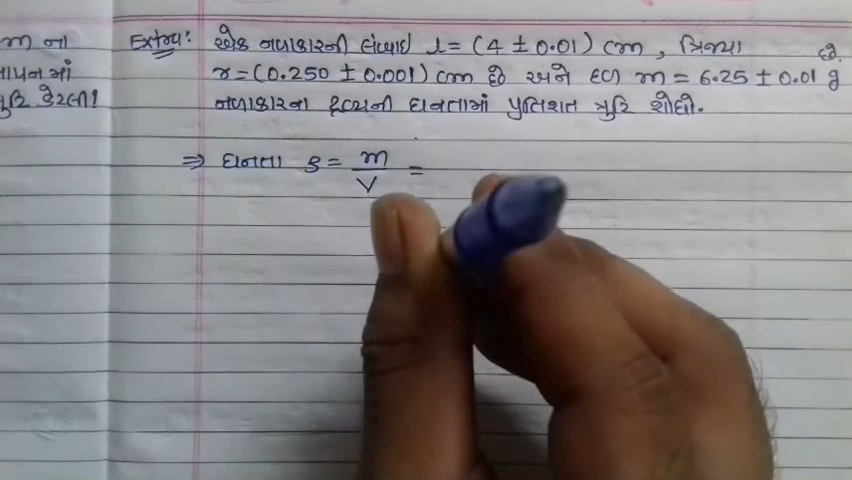 m ના
માપનમાં
ત્રુટિ કેટલી!
Extra: એક નળાકારની લંબાઇ l = (4 ± 0.01) cm, ત્રિજ્યા
r = (0.250 ± 0.001) cm છે અને દળ m = 6.25 ± 0.01 g છે.
નળાકારના દ્રવ્યની ઘનતામાં પ્રતિશત ત્રુટિ શોધો.
⇒ ઘનતા ρ = m/V =